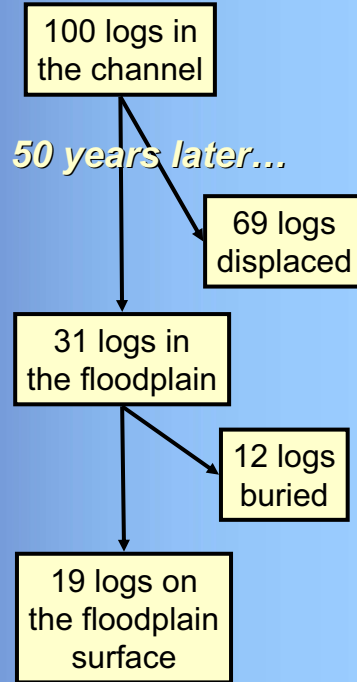 100 logs in
the channel
50 years later…
69 logs
displaced
31 logs in
the floodplain
12 logs
buried
19 logs on
the floodplain
surface